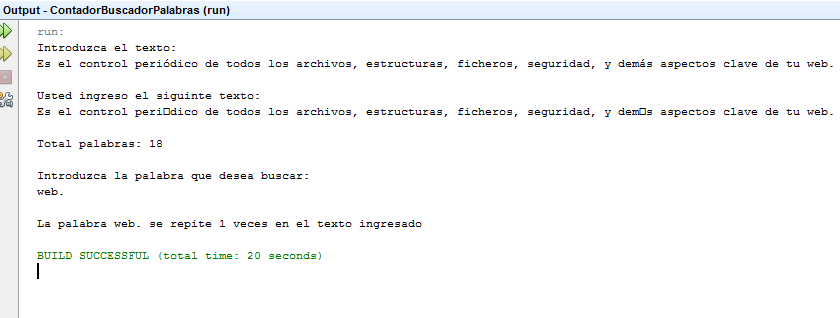 Output - ContadorBuscadorPalabras (run)
run:
Introduzca el texto:
Es el control periódico de todos los archivos, estructuras, ficheros, seguridad, y demás aspectos clave de tu web.
Usted ingreso el siguinte texto:
Es el control peri□dico de todos los archivos, estructuras, ficheros, seguridad, y dem□s aspectos clave de tu web.
Total palabras: 18
Introduzca la palabra que desea buscar:
web.
La palabra web. se repite 1 veces en el texto ingresado
BUILD SUCCESSFUL (total time: 20 seconds)